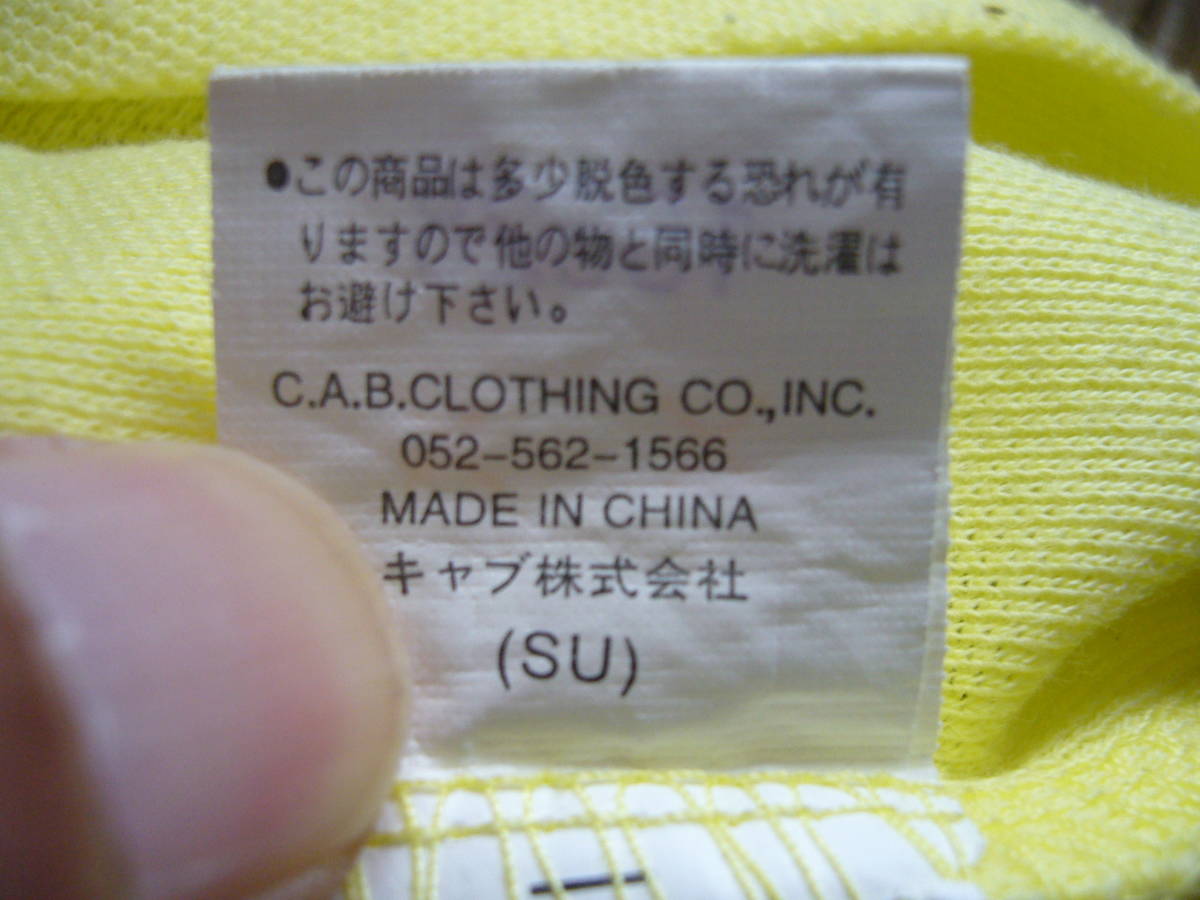 ●この商品は多少脱色する恐れが有
りますので他の物と同時に洗濯は
お避け下さい。
C.A.B.CLOTHING CO.,INC.
052-562-1566
MADE IN CHINA
キャブ株式会社
(SU)